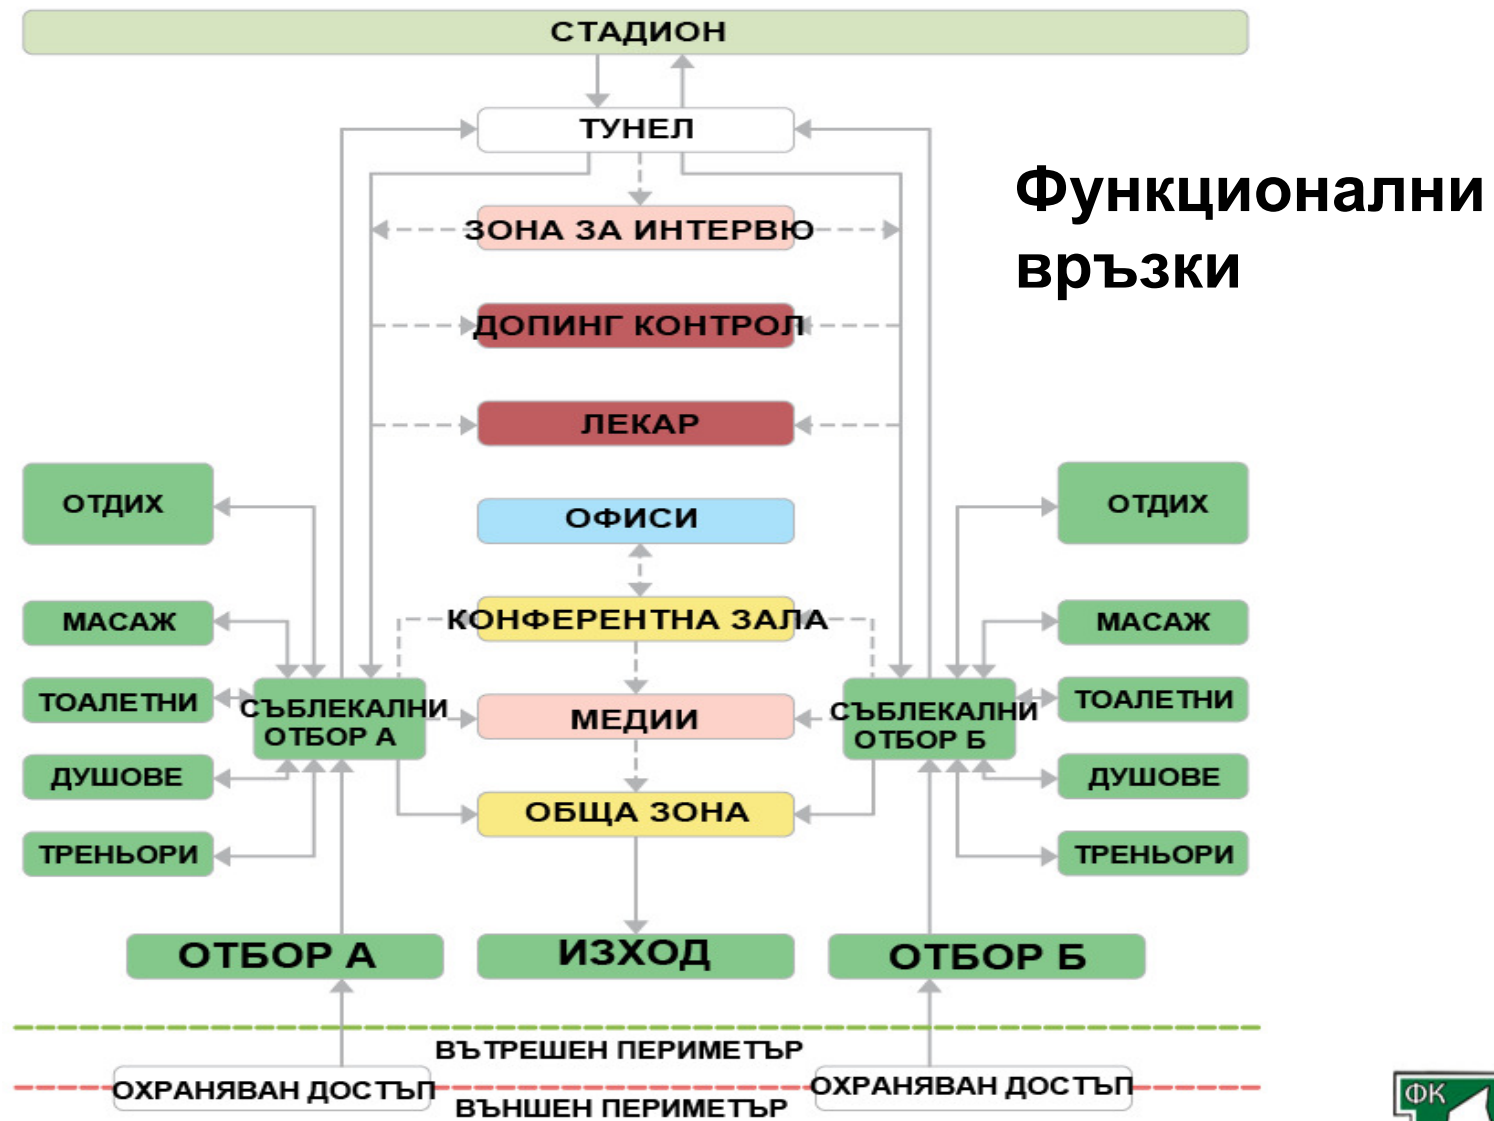 СТАДИОН
ТУНЕЛ
Функционални
връзки
ЗОНА ЗА ИНТЕРВЮ
ДОПИНГ КОНТРОЛ
ЛЕКАР
ОТДИХ
ОФИСИ
ОТДИХ
МАСАЖ
КОНФЕРЕНТНА ЗАЛА
МАСАЖ
ТОАЛЕТНИ
СЪБЛЕКАЛНИ
ОТБОР А
МЕДИИ
СЪБЛЕКАЛНИ
ОТБОР Б
ТОАЛЕТНИ
ДУШОВЕ
ОБЩА ЗОНА
ДУШОВЕ
ТРЕНЬОРИ
ТРЕНЬОРИ
ОТБОР А
ИЗХОД
ОТБОР Б
ВЪТРЕШЕН ПЕРИМЕТЪР
ОХРАНЯВАН ДОСТЪП
ОХРАНЯВАН ДОСТЪП
ВЪНШЕН ПЕРИМЕТЪР
ФК